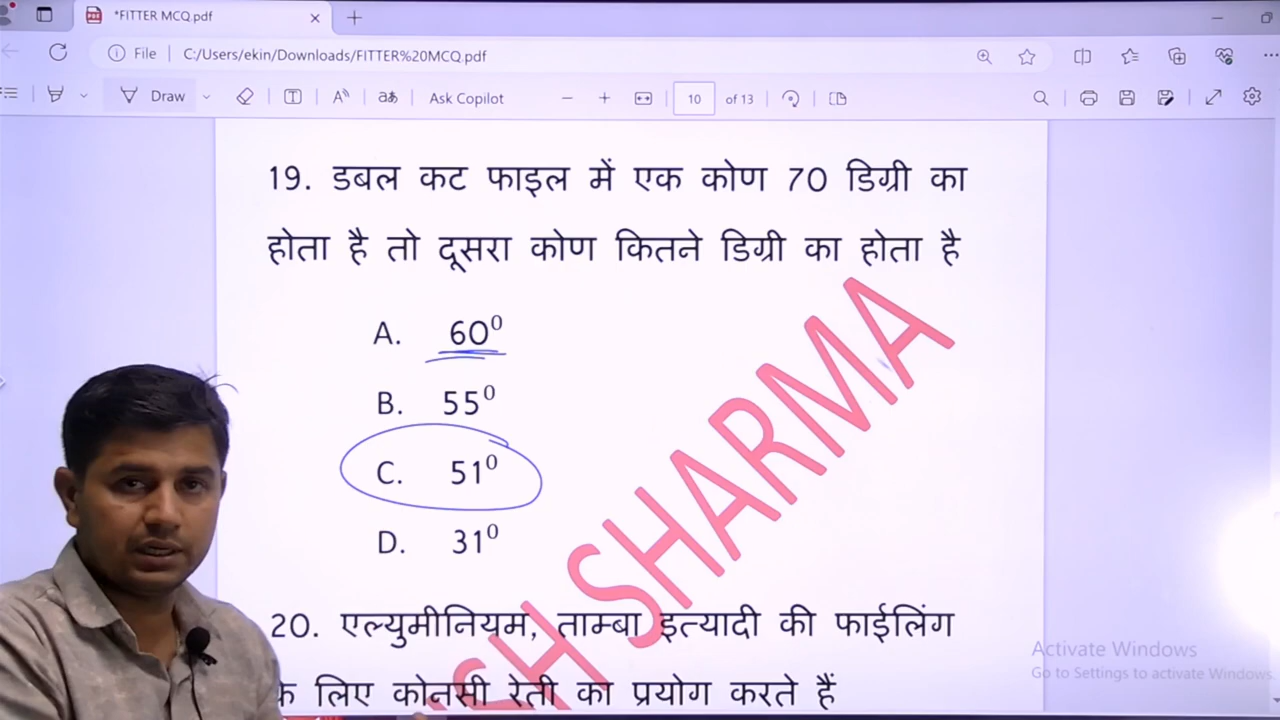 *FITTER MCQ.pdf
File
C:/Users/ekin/Downloads/FITTER%20MCQ.pdf
Draw
Ask Copilot
10 of 13
19. डबल कट फाइल में एक कोण 70 डिग्री का
होता है तो दूसरा कोण कितने डिग्री का होता है
A. 60⁰
B. 55⁰
C. 51⁰
D. 31⁰
SH SHARMA
20. एल्युमीनियम, ताम्बा इत्यादी की फाईलिंग
के लिए कोनसी रेती का प्रयोग करते हैं
Activate Windows
Go to Settings to activate Windows.